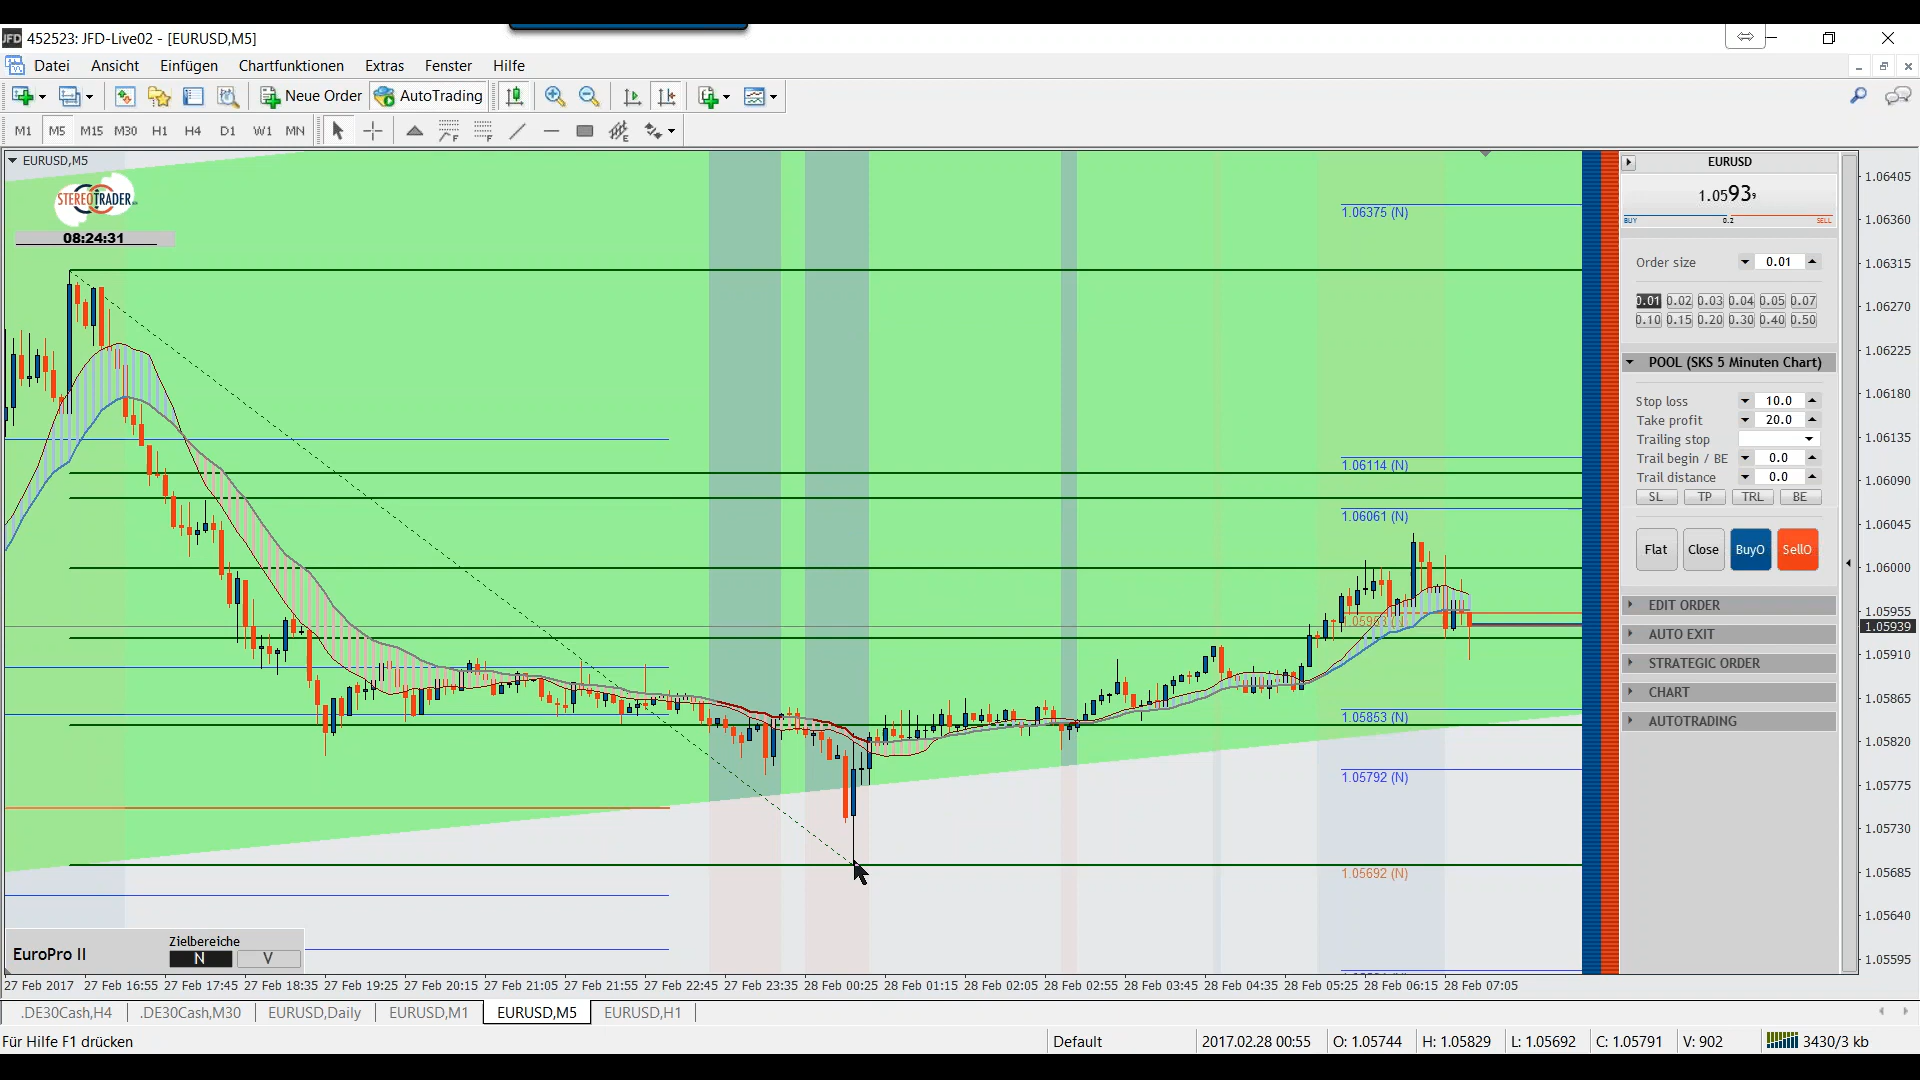 JFD 452523: JFD-Live02 - [EURUSD,M5]
Datei Ansicht Einfügen Chartfunktionen Extras Fenster Hilfe
Neue Order AutoTrading
M1 M5 M15 M30 H1 H4 D1 W1 MN
EURUSD,M5
STEREOTRADER
08:24:31
1.06375 (N)
1.06114 (N)
1.06061 (N)
1.05853 (N)
1.05792 (N)
1.05692 (N)
EURUSD
1.05939
BUY 0.2 SELL
Order size 0.01
0.01 0.02 0.03 0.04 0.05 0.07
0.10 0.15 0.20 0.30 0.40 0.50
POOL (SKS 5 Minuten Chart)
Stop loss 10.0
Take profit 20.0
Trailing stop
Trail begin / BE 0.0
Trail distance 0.0
SL TP TRL BE
Flat Close BuyO SellO
EDIT ORDER
AUTO EXIT
STRATEGIC ORDER
CHART
AUTOTRADING
1.06405
1.06360
1.06315
1.06270
1.06225
1.06180
1.06135
1.06090
1.06045
1.06000
1.05955
1.05939
1.05910
1.05865
1.05820
1.05775
1.05730
1.05685
1.05640
1.05595
EuroPro II
Zielbereiche
N V
27 Feb 2017 27 Feb 16:55 27 Feb 17:45 27 Feb 18:35 27 Feb 19:25 27 Feb 20:15 27 Feb 21:05 27 Feb 21:55 27 Feb 22:45 27 Feb 23:35 28 Feb 00:25 28 Feb 01:15 28 Feb 02:05 28 Feb 02:55 28 Feb 03:45 28 Feb 04:35 28 Feb 05:25 28 Feb 06:15 28 Feb 07:05
.DE30Cash,H4 .DE30Cash,M30 EURUSD,Daily EURUSD,M1 EURUSD,M5 EURUSD,H1
Für Hilfe F1 drücken Default 2017.02.28 00:55 O: 1.05744 H: 1.05829 L: 1.05692 C: 1.05791 V: 902 3430/3 kb